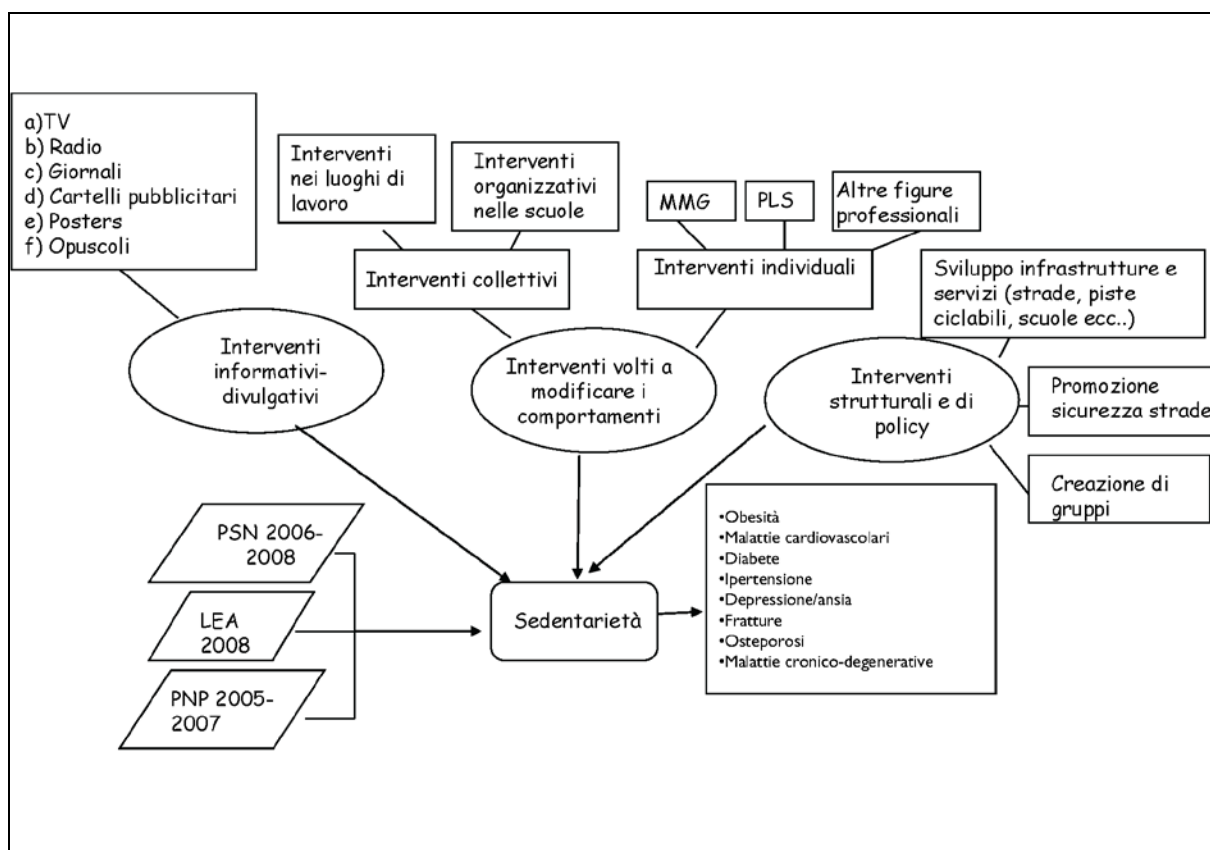 a)TV
b) Radio
c) Giornali
d) Cartelli pubblicitari
e) Posters
f) Opuscoli
Interventi
nei luoghi di
lavoro
Interventi
organizzativi
nelle scuole
MMG
PLS
Altre figure
professionali
Interventi collettivi
Interventi individuali
Sviluppo infrastrutture e
servizi (strade, piste
ciclabili, scuole ecc..)
Interventi
informativi-
divulgativi
Interventi volti a
modificare i
comportamenti
Interventi
strutturali e di
policy
Promozione
sicurezza strade
Creazione di
gruppi
PSN 2006-
2008
LEA
2008
PNP 2005-
2007
Sedentarietà
•Obesità
•Malattie cardiovascolari
•Diabete
•Ipertensione
•Depressione/ansia
•Fratture
•Osteporosi
•Malattie cronico-degenerative